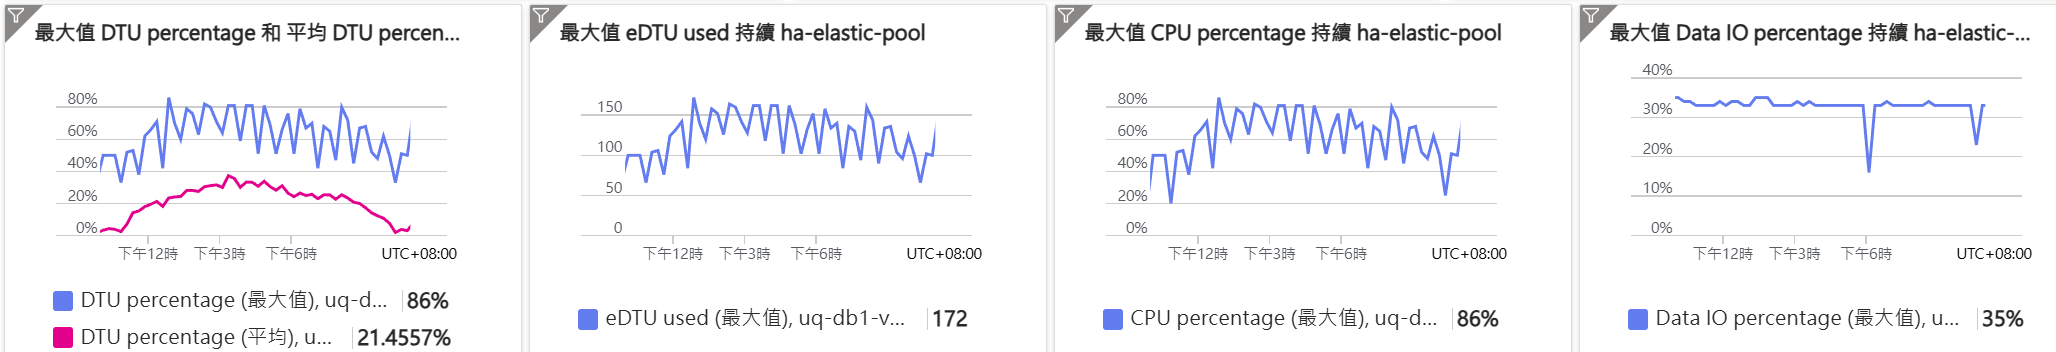 最大值 DTU percentage 和 平均 DTU percen...
80%
60%
40%
20%
0%
下午12時 下午3時 下午6時 UTC+08:00
DTU percentage (最大值), uq-d... 86%
DTU percentage (平均), u... 21.4557%
最大值 eDTU used 持續 ha-elastic-pool
150
100
50
0
下午12時 下午3時 下午6時 UTC+08:00
eDTU used (最大值), uq-db1-v... 172
最大值 CPU percentage 持續 ha-elastic-pool
80%
60%
40%
20%
0%
下午12時 下午3時 下午6時 UTC+08:00
CPU percentage (最大值), uq-d... 86%
最大值 Data IO percentage 持續 ha-elastic-...
40%
30%
20%
10%
0%
下午12時 下午3時 下午6時 UTC+08:00
Data IO percentage (最大值), u... 35%